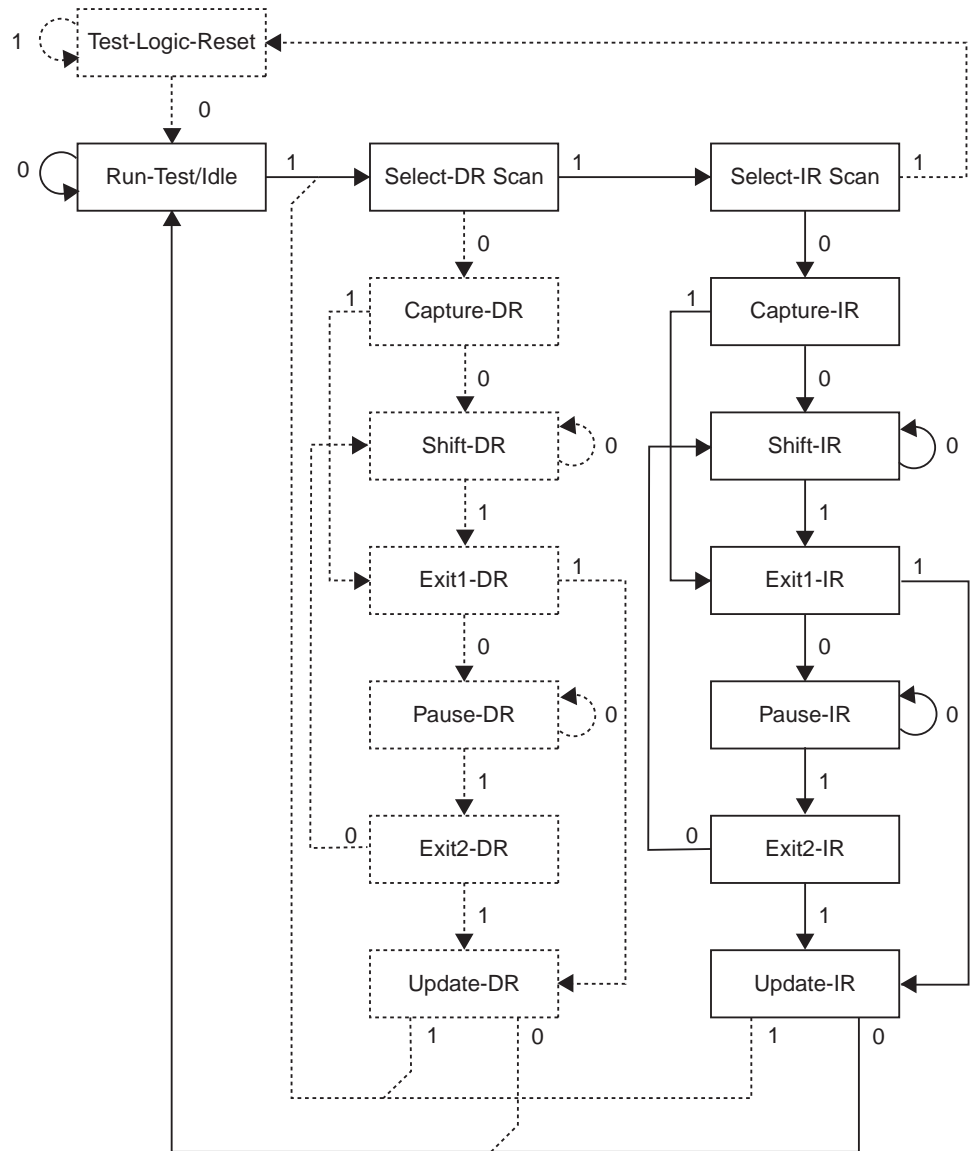 1
Test-Logic-Reset
0
0
Run-Test/Idle
1
Select-DR Scan
1
Select-IR Scan
1
0
0
1
Capture-DR
1
Capture-IR
0
0
Shift-DR
0
Shift-IR
0
1
1
Exit1-DR
1
Exit1-IR
1
0
0
Pause-DR
0
Pause-IR
0
1
1
0
Exit2-DR
0
Exit2-IR
1
1
Update-DR
Update-IR
1
0
1
0